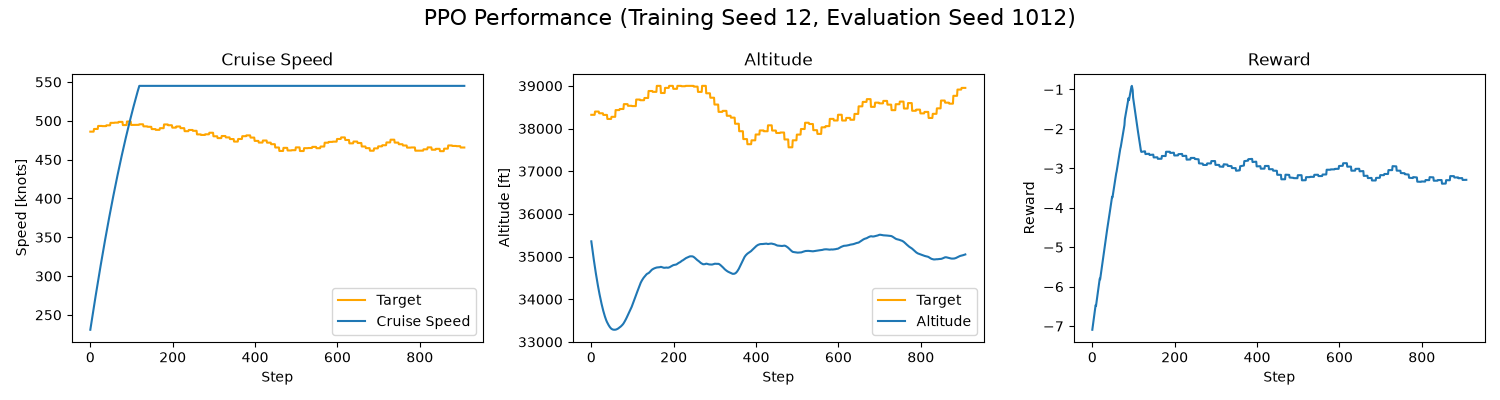 PPO Performance (Training Seed 12, Evaluation Seed 1012)
Cruise Speed
550
500
450
400
350
300
250
Speed [knots]
0 200 400 600 800
Step
Target
Cruise Speed
Altitude
39000
38000
37000
36000
35000
34000
33000
Altitude [ft]
0 200 400 600 800
Step
Target
Altitude
Reward
−1
−2
−3
−4
−5
−6
−7
Reward
0 200 400 600 800
Step